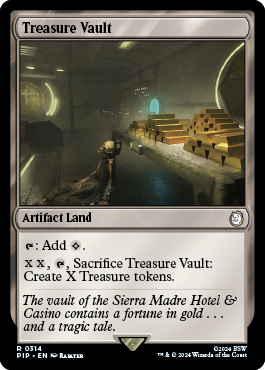 Treasure Vault
Artifact Land
: Add .
X X, , Sacrifice Treasure Vault:
Create X Treasure tokens.
The vault of the Sierra Madre Hotel &
Casino contains a fortune in gold . . .
and a tragic tale.
R 0314
PIP • EN Rabater
©2024 BSW
™ & © 2024 Wizards of the Coast